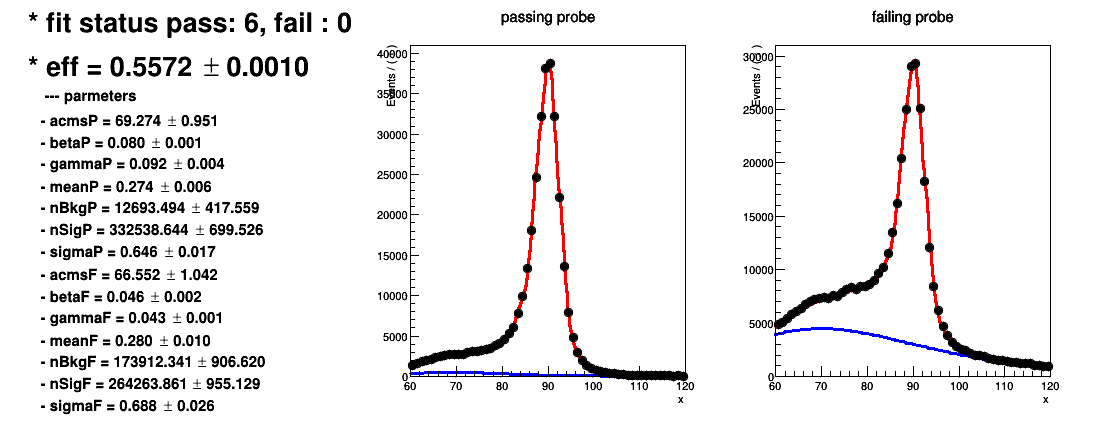 * fit status pass: 6, fail : 0
* eff = 0.5572 ± 0.0010
--- parmeters
- acmsP = 69.274 ± 0.951
- betaP = 0.080 ± 0.001
- gammaP = 0.092 ± 0.004
- meanP = 0.274 ± 0.006
- nBkgP = 12693.494 ± 417.559
- nSigP = 332538.644 ± 699.526
- sigmaP = 0.646 ± 0.017
- acmsF = 66.552 ± 1.042
- betaF = 0.046 ± 0.002
- gammaF = 0.043 ± 0.001
- meanF = 0.280 ± 0.010
- nBkgF = 173912.341 ± 906.620
- nSigF = 264263.861 ± 955.129
- sigmaF = 0.688 ± 0.026
passing probe
Events / ( )
40000
35000
30000
25000
20000
15000
10000
5000
0
60 70 80 90 100 110 120
x
failing probe
Events / ( )
30000
25000
20000
15000
10000
5000
0
60 70 80 90 100 110 120
x